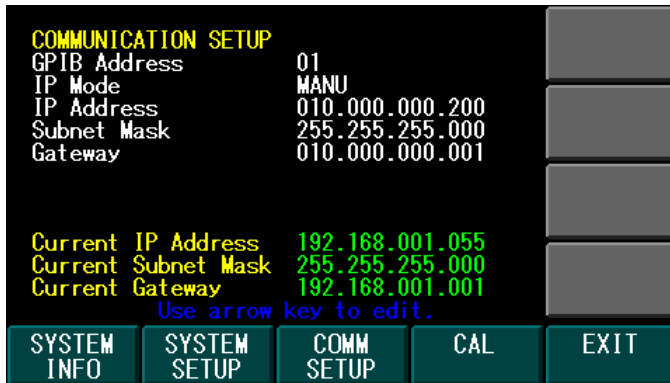 COMMUNICATION SETUP
GPIB Address 01
IP Mode MANU
IP Address 010.000.000.200
Subnet Mask 255.255.255.000
Gateway 010.000.000.001
Current IP Address 192.168.001.055
Current Subnet Mask 255.255.255.000
Current Gateway 192.168.001.001
Use arrow key to edit.
SYSTEM INFO
SYSTEM SETUP
COMM SETUP
CAL
EXIT